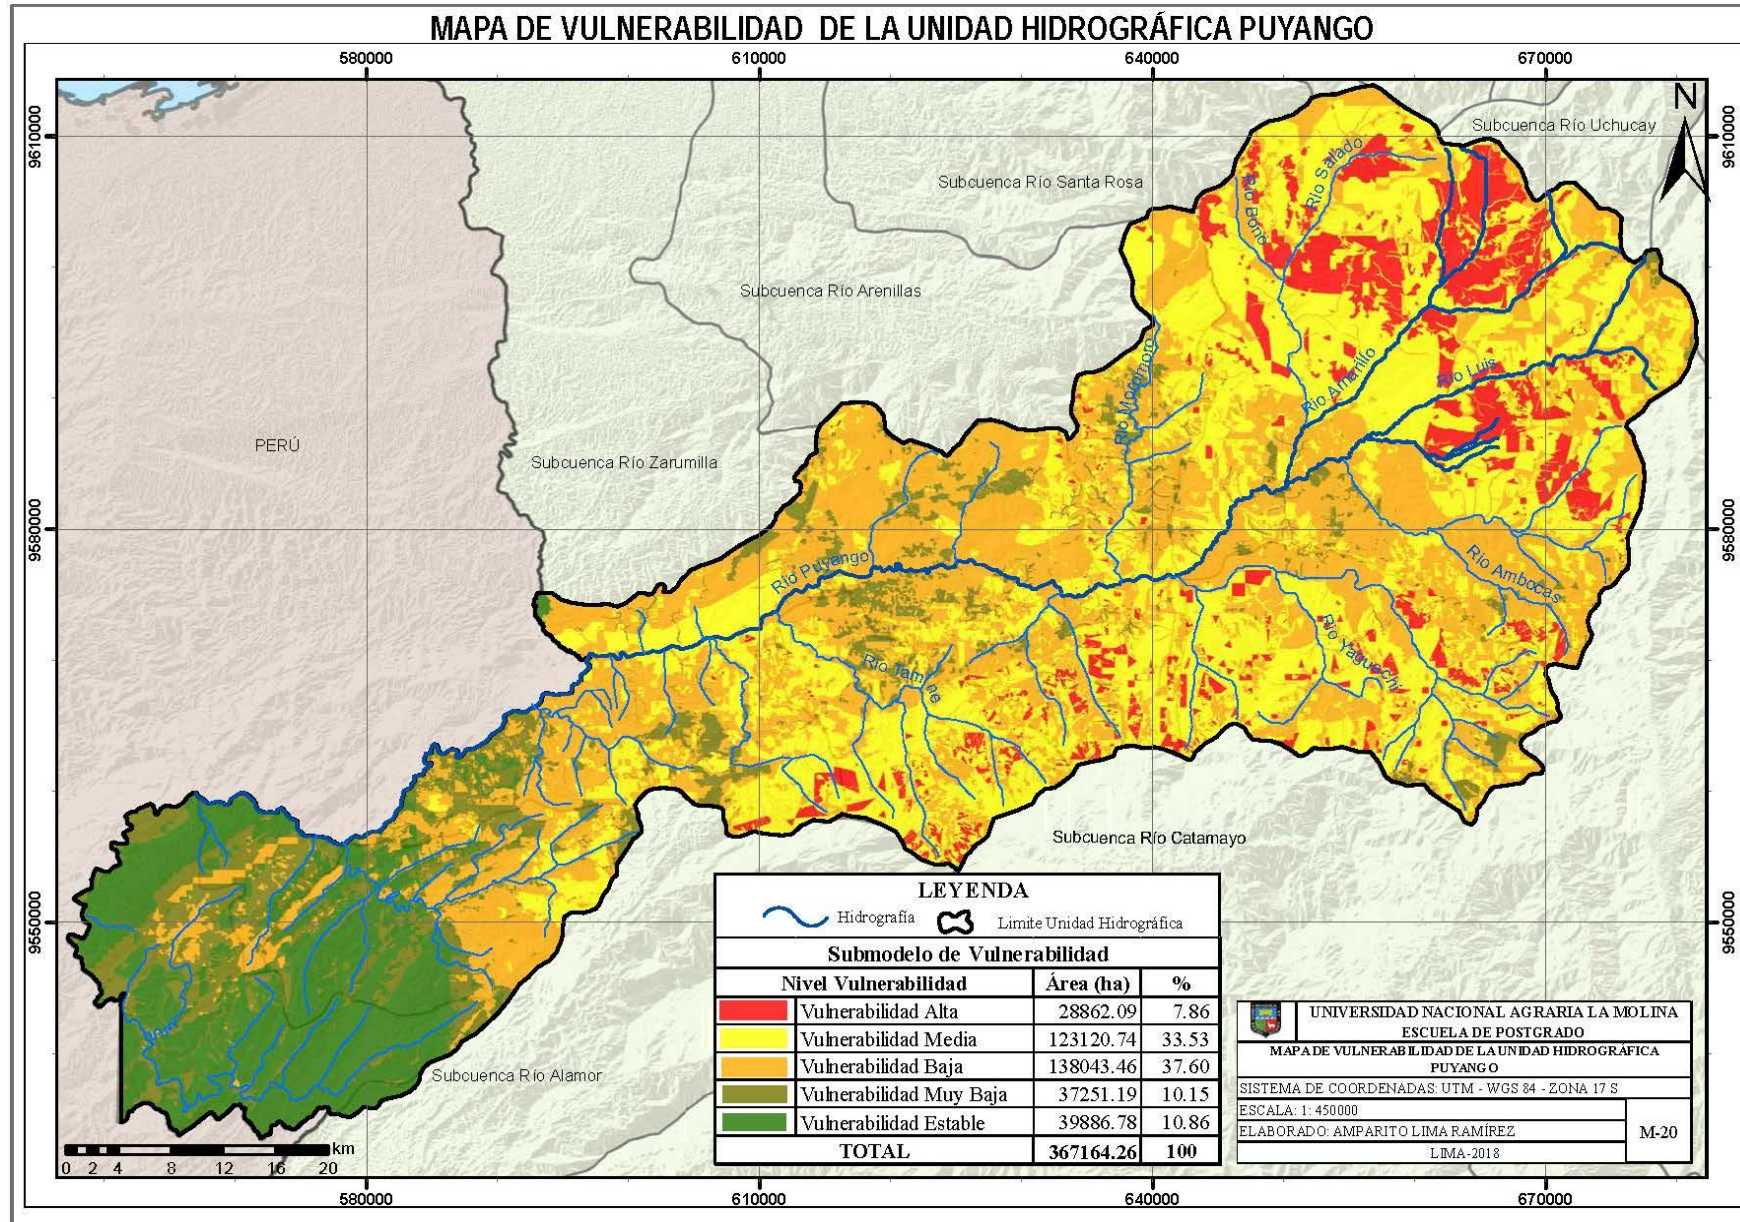 MAPA DE VULNERABILIDAD DE LA UNIDAD HIDROGRÁFICA PUYANGO
580000 610000 640000 670000
9610000 9610000
9580000 9580000
9550000 9550000
N
Subcuenca Río Uchucay
Subcuenca Río Santa Rosa
Subcuenca Río Arenillas
Subcuenca Río Zarumilla
PERÚ
Río Salado
Río Bono
Río Moromoro
Río Amarillo
Río Luis
Río Puyango
Río Ambocas
Río Yaguachi
Subcuenca Río Catamayo
Subcuenca Río Alamor
LEYENDA
Hidrografía Limite Unidad Hidrográfica
Submodelo de Vulnerabilidad
Nivel Vulnerabilidad Área (ha) %
Vulnerabilidad Alta 28862.09 7.86
Vulnerabilidad Media 123120.74 33.53
Vulnerabilidad Baja 138043.46 37.60
Vulnerabilidad Muy Baja 37251.19 10.15
Vulnerabilidad Estable 39886.78 10.86
TOTAL 367164.26 100
UNIVERSIDAD NACIONAL AGRARIA LA MOLINA
ESCUELA DE POSTGRADO
MAPA DE VULNERABILIDAD DE LA UNIDAD HIDROGRÁFICA
PUYANGO
SISTEMA DE COORDENADAS: UTM - WGS 84 - ZONA 17 S
ESCALA: 1: 450000
ELABORADO: AMPARITO LIMA RAMÍREZ
M-20
LIMA-2018
km
0 2 4 8 12 16 20
580000 610000 640000 670000